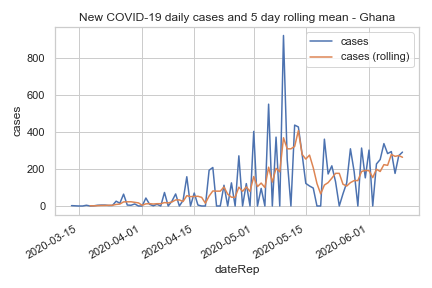 New COVID-19 daily cases and 5 day rolling mean - Ghana
cases
cases (rolling)
cases
800
600
400
200
0
2020-03-15
2020-04-01
2020-04-15
2020-05-01
2020-05-15
2020-06-01
dateRep